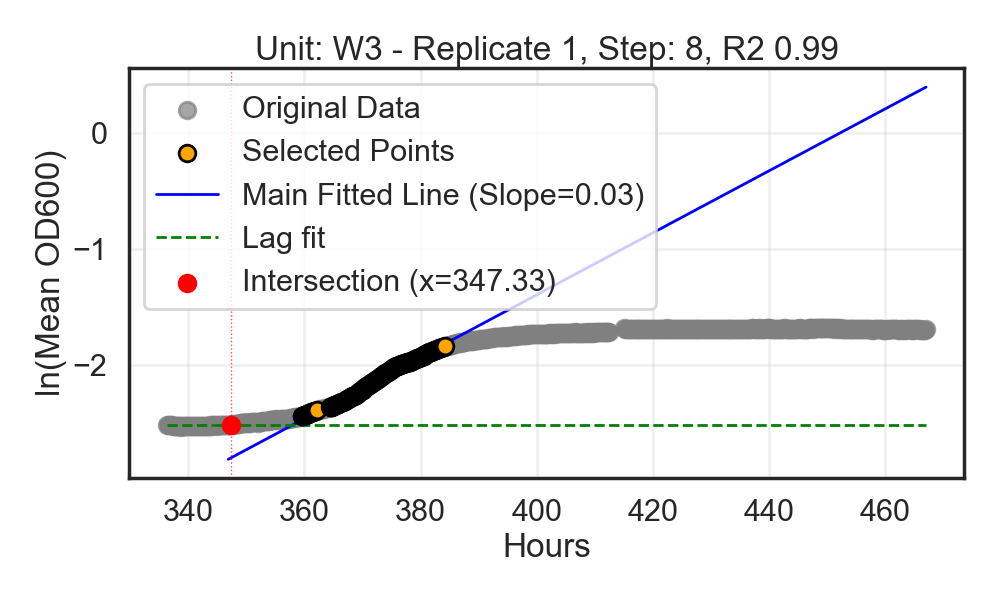 Unit: W3 - Replicate 1, Step: 8, R2 0.99
Original Data
Selected Points
Main Fitted Line (Slope=0.03)
Lag fit
Intersection (x=347.33)
ln(Mean OD600)
0
−1
−2
340 360 380 400 420 440 460
Hours